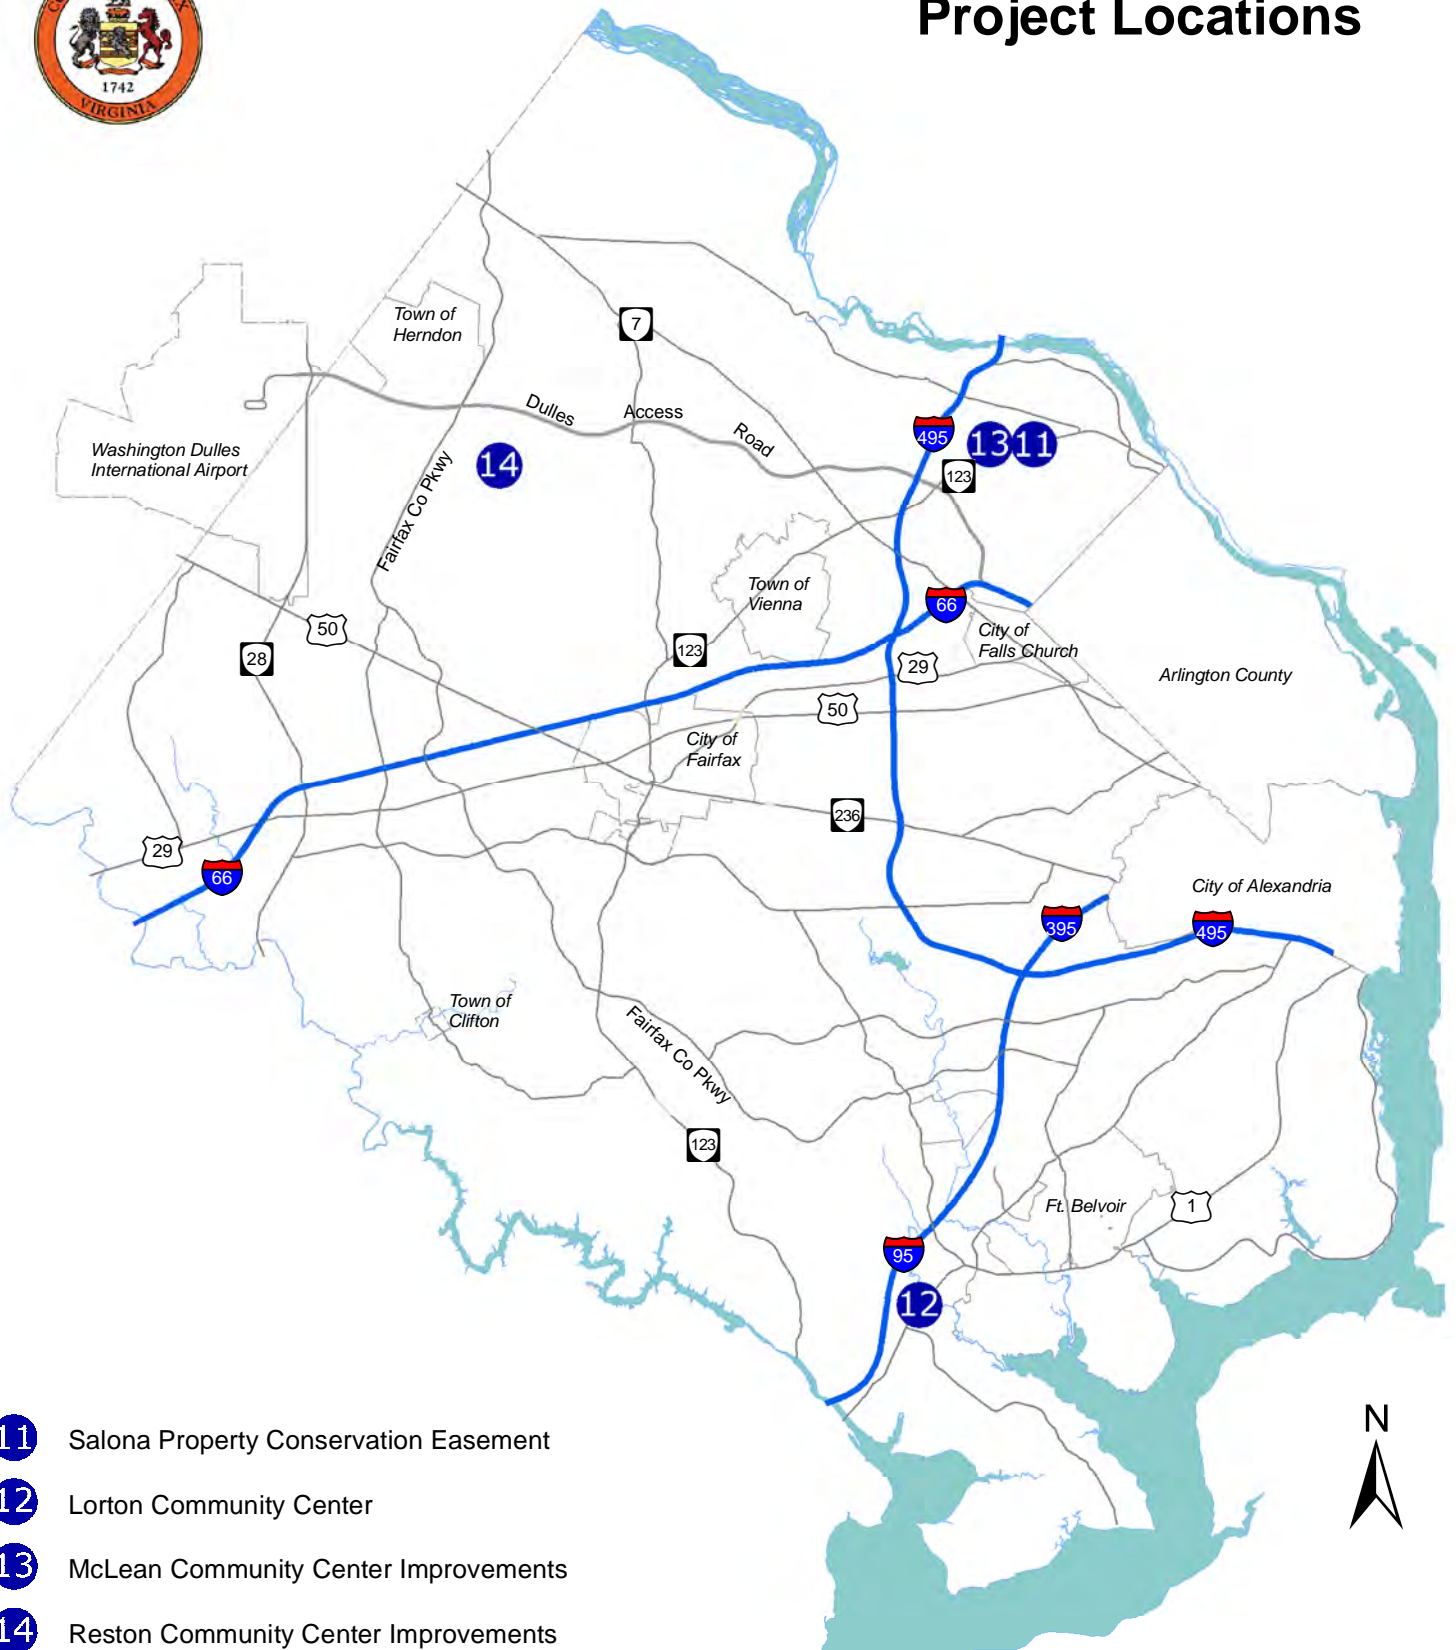 Project Locations
1742
VIRGINIA
Town of
Herndon
7
Dulles Access Road
495
13
11
123
Washington Dulles
International Airport
14
Fairfax Co Pkwy
Town of
Vienna
66
50
28
123
City of
Falls Church
29
Arlington County
50
City of
Fairfax
236
29
66
City of Alexandria
395
495
Town of
Clifton
Fairfax Co Pkwy
123
Ft. Belvoir
1
95
12
N
11 Salona Property Conservation Easement
12 Lorton Community Center
13 McLean Community Center Improvements
14 Reston Community Center Improvements